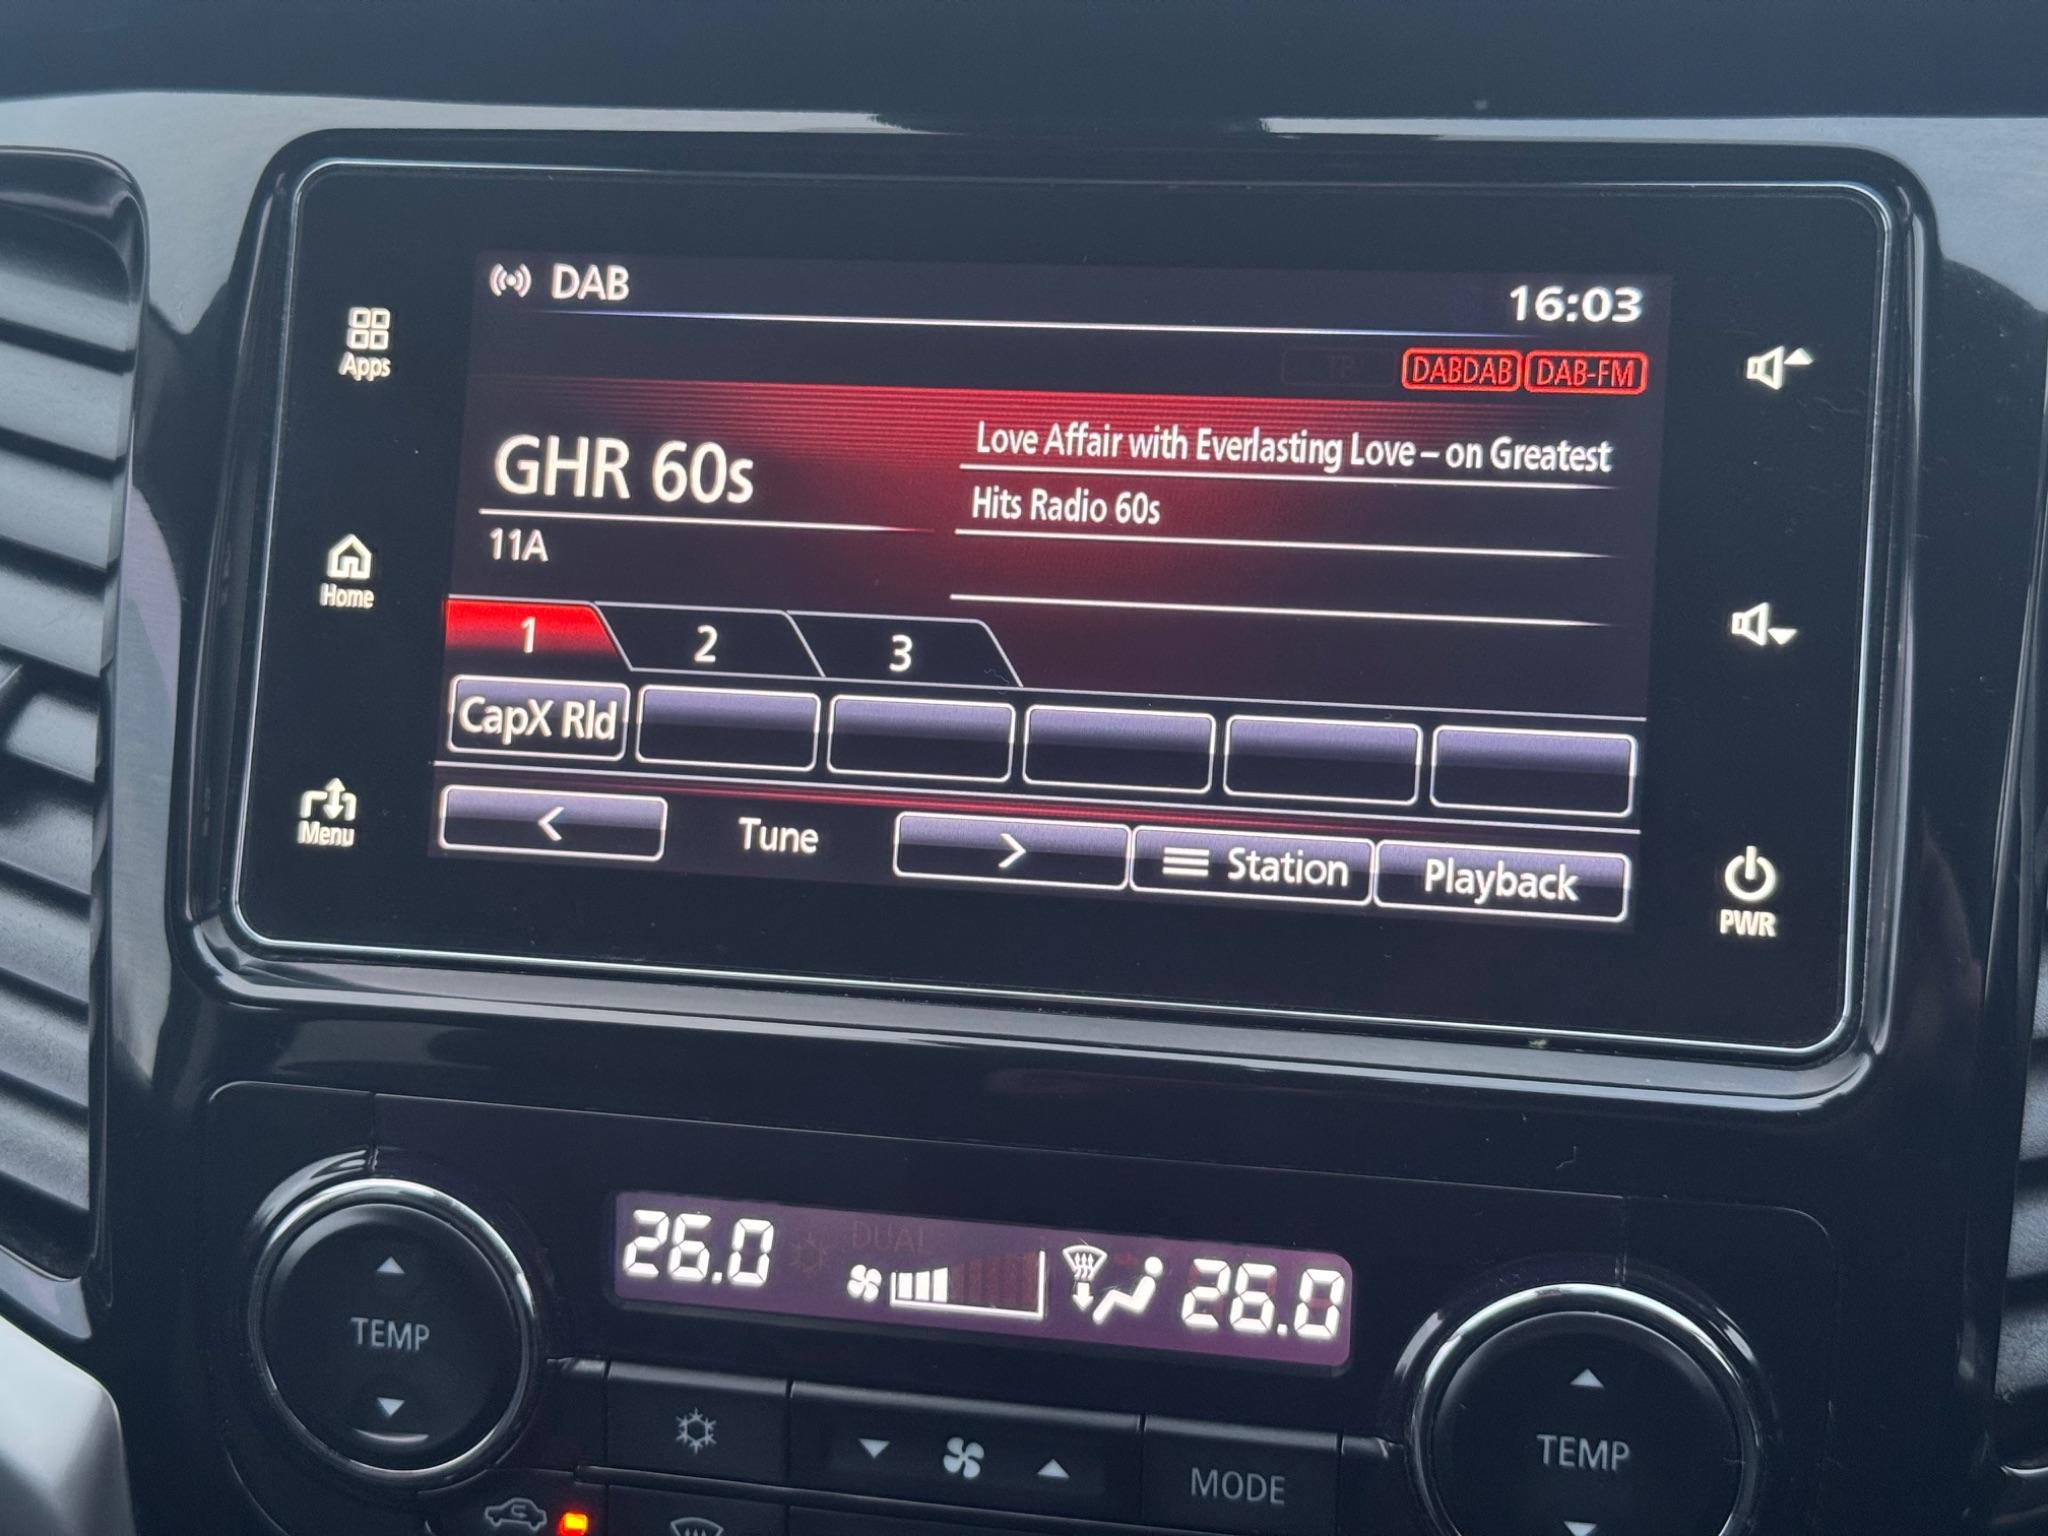 DAB
16:03
Apps
TP
DABDAB
DAB-FM
GHR 60s
Love Affair with Everlasting Love – on Greatest
Hits Radio 60s
11A
Home
1
2
3
CapX Rld
Menu
<
Tune
>
Station
Playback
PWR
26.0
DUAL
26.0
TEMP
TEMP
MODE